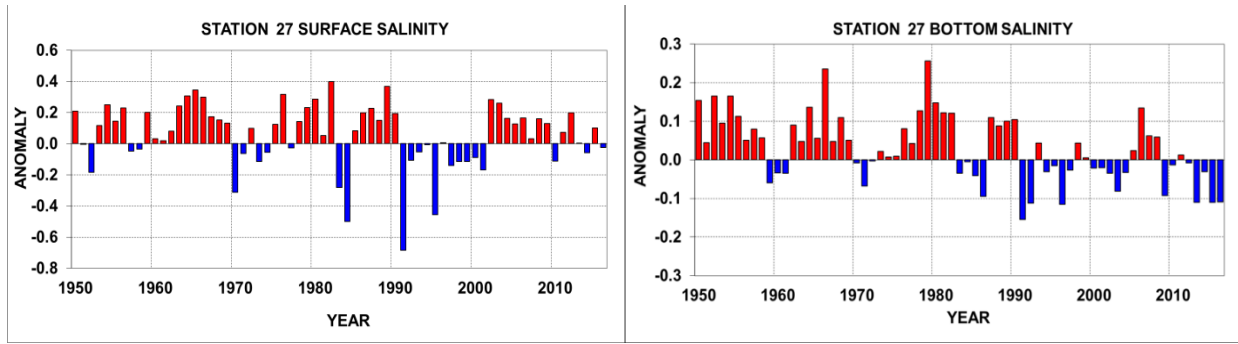 STATION 27 SURFACE SALINITY
0.6
0.4
0.2
0.0
-0.2
-0.4
-0.6
-0.8
ANOMALY
1950 1960 1970 1980 1990 2000 2010
YEAR
STATION 27 BOTTOM SALINITY
0.3
0.2
0.1
0.0
-0.1
-0.2
-0.3
ANOMALY
1950 1960 1970 1980 1990 2000 2010
YEAR